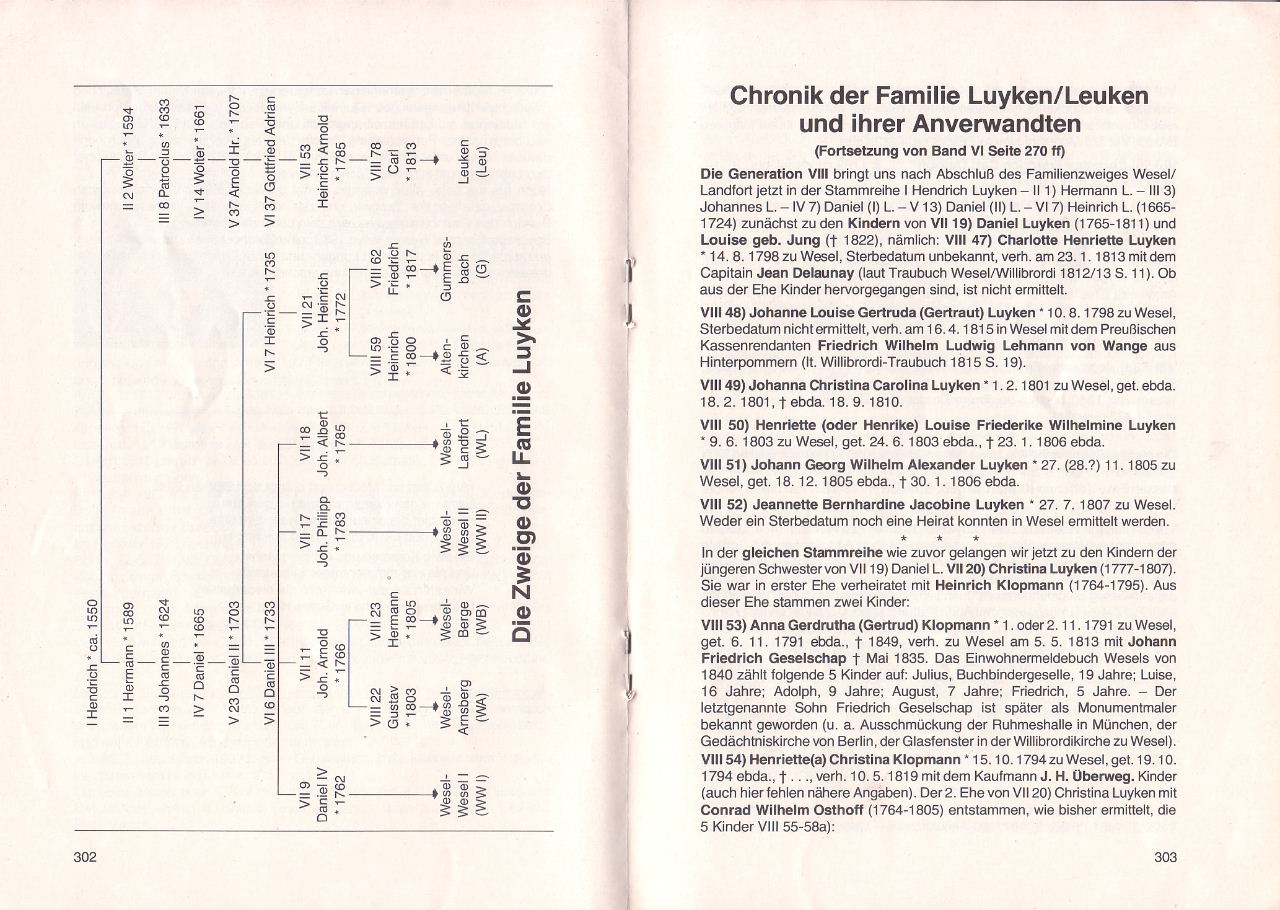 I Hendrich * ca. 1550
II 1 Hermann * 1589
II 2 Wolter * 1594
III 3 Johannes * 1624
III 8 Patroclus * 1633
IV 7 Daniel * 1665
IV 14 Wolter * 1661
V 23 Daniel II * 1703
V 37 Arnold Hr. * 1707
VI 6 Daniel III * 1733
VI 7 Heinrich * 1735
VI 37 Gottfried Adrian
VII 9
Daniel IV
* 1762
VII 11
Joh. Arnold
* 1766
VII 17
Joh. Philipp
* 1783
VII 18
Joh. Albert
* 1785
VII 21
Joh. Heinrich
* 1772
VII 53
Heinrich Arnold
* 1785
VIII 22
Gustav
* 1803
VIII 23
Hermann
* 1805
VIII 59
Heinrich
* 1800
VIII 62
Friedrich
* 1817
VIII 78
Carl
* 1813
Wesel-
Wesel I
(WW I)
Wesel-
Arnsberg
(WA)
Wesel-
Berge
(WB)
Wesel-
Wesel II
(WW II)
Wesel-
Landfort
(WL)
Alten-
kirchen
(A)
Gummers-
bach
(G)
Leuken
(Leu)
Die Zweige der Familie Luyken
302
Chronik der Familie Luyken/Leuken
und ihrer Anverwandten
(Fortsetzung von Band VI Seite 270 ff)
Die Generation VIII bringt uns nach Abschluß des Familienzweiges Wesel/
Landfort jetzt in der Stammreihe I Hendrich Luyken – II 1) Hermann L. – III 3)
Johannes L. – IV 7) Daniel (I) L. – V 13) Daniel (II) L. – VI 7) Heinrich L. (1665-
1724) zunächst zu den Kindern von VII 19) Daniel Luyken (1765-1811) und
Louise geb. Jung († 1822), nämlich: VIII 47) Charlotte Henriette Luyken
* 14. 8. 1798 zu Wesel, Sterbedatum unbekannt, verh. am 23. 1. 1813 mit dem
Capitain Jean Delaunay (laut Traubuch Wesel/Willibrordi 1812/13 S. 11). Ob
aus der Ehe Kinder hervorgegangen sind, ist nicht ermittelt.
VIII 48) Johanne Louise Gertruda (Gertraut) Luyken * 10. 8. 1798 zu Wesel,
Sterbedatum nicht ermittelt, verh. am 16. 4. 1815 in Wesel mit dem Preußischen
Kassenrendanten Friedrich Wilhelm Ludwig Lehmann von Wange aus
Hinterpommern (lt. Willibrordi-Traubuch 1815 S. 19).
VIII 49) Johanna Christina Carolina Luyken * 1. 2. 1801 zu Wesel, get. ebda.
18. 2. 1801, † ebda. 18. 9. 1810.
VIII 50) Henriette (oder Henrike) Louise Friederike Wilhelmine Luyken
* 9. 6. 1803 zu Wesel, get. 24. 6. 1803 ebda., † 23. 1. 1806 ebda.
VIII 51) Johann Georg Wilhelm Alexander Luyken * 27. (28.?) 11. 1805 zu
Wesel, get. 18. 12. 1805 ebda., † 30. 1. 1806 ebda.
VIII 52) Jeannette Bernhardine Jacobine Luyken * 27. 7. 1807 zu Wesel.
Weder ein Sterbedatum noch eine Heirat konnten in Wesel ermittelt werden.
* * *
In der gleichen Stammreihe wie zuvor gelangen wir jetzt zu den Kindern der
jüngeren Schwester von VII 19) Daniel L. VII 20) Christina Luyken (1777-1807).
Sie war in erster Ehe verheiratet mit Heinrich Klopmann (1764-1795). Aus
dieser Ehe stammen zwei Kinder:
VIII 53) Anna Gerdrutha (Gertrud) Klopmann * 1. oder 2. 11. 1791 zu Wesel,
get. 6. 11. 1791 ebda., † 1849, verh. zu Wesel am 5. 5. 1813 mit Johann
Friedrich Geselschap † Mai 1835. Das Einwohnermeldebuch Wesels von
1840 zählt folgende 5 Kinder auf: Julius, Buchbindergeselle, 19 Jahre; Luise,
16 Jahre; Adolph, 9 Jahre; August, 7 Jahre; Friedrich, 5 Jahre. – Der
letztgenannte Sohn Friedrich Geselschap ist später als Monumentmaler
bekannt geworden (u. a. Ausschmückung der Ruhmeshalle in München, der
Gedächtniskirche von Berlin, der Glasfenster in der Willibrordikirche zu Wesel).
VIII 54) Henriette(a) Christina Klopmann * 15. 10. 1794 zu Wesel, get. 19. 10.
1794 ebda., † . . ., verh. 10. 5. 1819 mit dem Kaufmann J. H. Überweg. Kinder
(auch hier fehlen nähere Angaben). Der 2. Ehe von VII 20) Christina Luyken mit
Conrad Wilhelm Osthoff (1764-1805) entstammen, wie bisher ermittelt, die
5 Kinder VIII 55-58a):
303